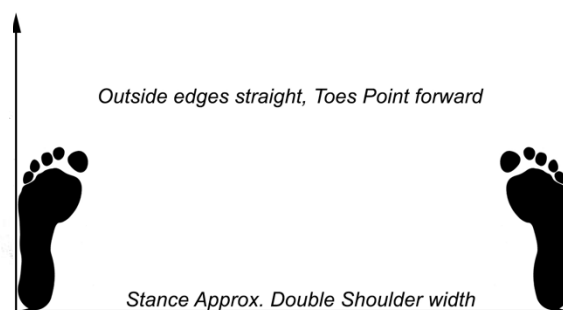 Outside edges straight, Toes Point forward
Stance Approx. Double Shoulder width